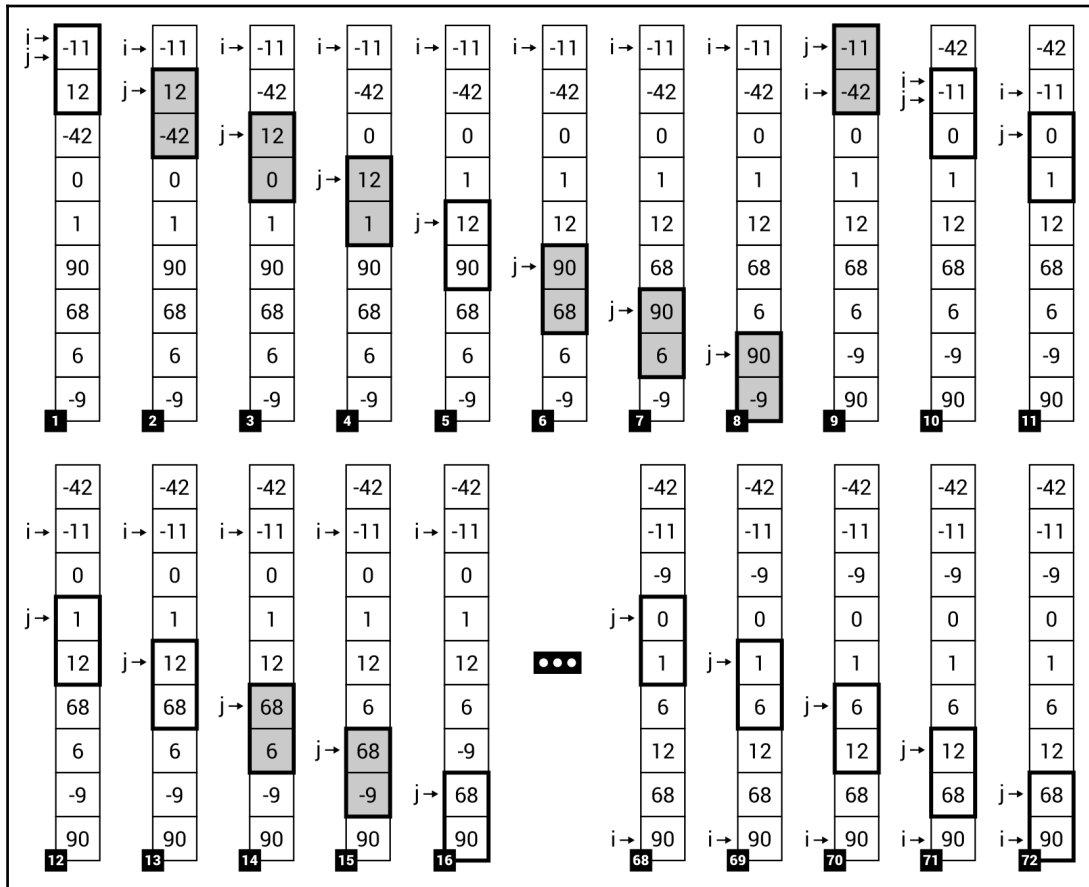 i → j → -11 i → -11 i → -11 i → -11 i → -11 i → -11 i → -11 i → -11 j → -11 -42 -42
12 j → 12 -42 -42 -42 -42 -42 -42 i → -42 i → j → -11 i → -11
-42 -42 j → 12 0 0 0 0 0 0 0 j → 0
0 0 0 j → 12 1 1 1 1 1 1 1
1 1 1 1 j → 12 12 12 12 12 12 12
90 90 90 90 90 j → 90 68 68 68 68 68
68 68 68 68 68 68 j → 90 6 6 6 6
6 6 6 6 6 6 6 j → 90 -9 -9 -9
-9 -9 -9 -9 -9 -9 -9 -9 90 90 90
1 2 3 4 5 6 7 8 9 10 11
-42 -42 -42 -42 -42 -42 -42 -42 -42 -42
i → -11 i → -11 i → -11 i → -11 i → -11 -11 -11 -11 -11 -11
0 0 0 0 0 -9 -9 -9 -9 -9
j → 1 1 1 1 1 j → 0 0 0 0 0
12 j → 12 12 12 12 1 j → 1 1 1 1
68 68 j → 68 6 6 6 6 j → 6 6 6
6 6 6 j → 68 -9 12 12 12 j → 12 12
-9 -9 -9 -9 j → 68 68 68 68 68 j → 68
90 90 90 90 90 i → 90 i → 90 i → 90 i → 90 i → 90
12 13 14 15 16 68 69 70 71 72